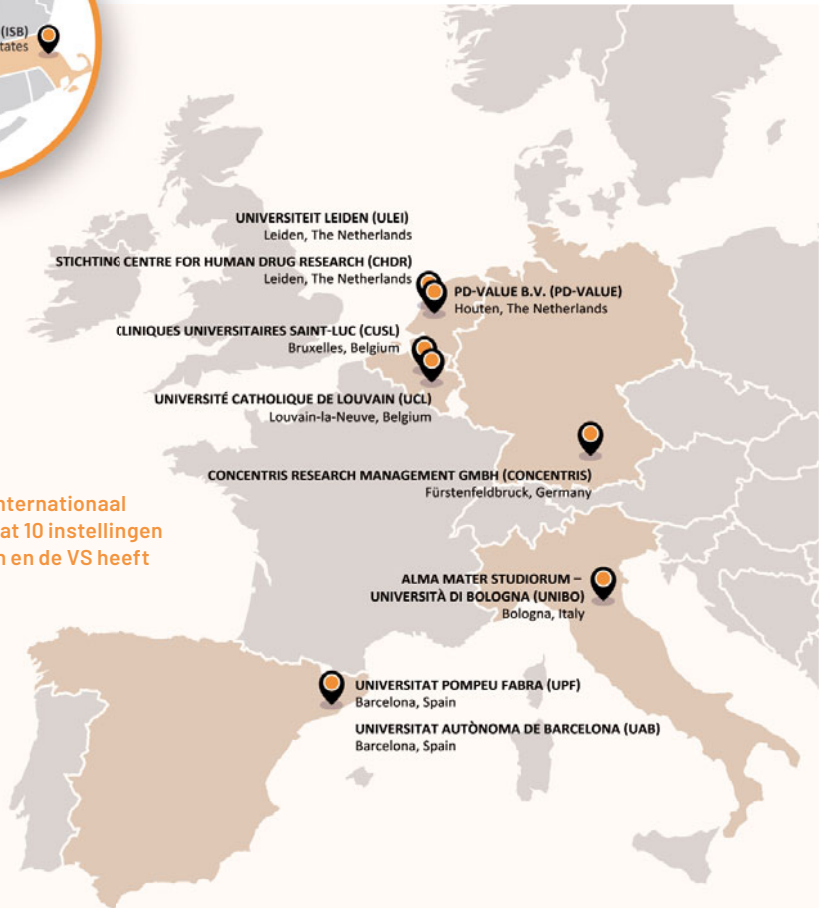 (ISB)
UNIVERSITEIT LEIDEN (ULEI)
Leiden, The Netherlands
STICHTING CENTRE FOR HUMAN DRUG RESEARCH (CHDR)
Leiden, The Netherlands
PD-VALUE B.V. (PD-VALUE)
Houten, The Netherlands
CLINIQUES UNIVERSITAIRES SAINT-LUC (CUSL)
Bruxelles, Belgium
UNIVERSITÉ CATHOLIQUE DE LOUVAIN (UCL)
Louvain-la-Neuve, Belgium
CONCENTRIS RESEARCH MANAGEMENT GMBH (CONCENTRIS)
Fürstenfeldbruck, Germany
nternationaal
at 10 instellingen
en de VS heeft
ALMA MATER STUDIORUM –
UNIVERSITÀ DI BOLOGNA (UNIBO)
Bologna, Italy
UNIVERSITAT POMPEU FABRA (UPF)
Barcelona, Spain
UNIVERSITAT AUTÒNOMA DE BARCELONA (UAB)
Barcelona, Spain